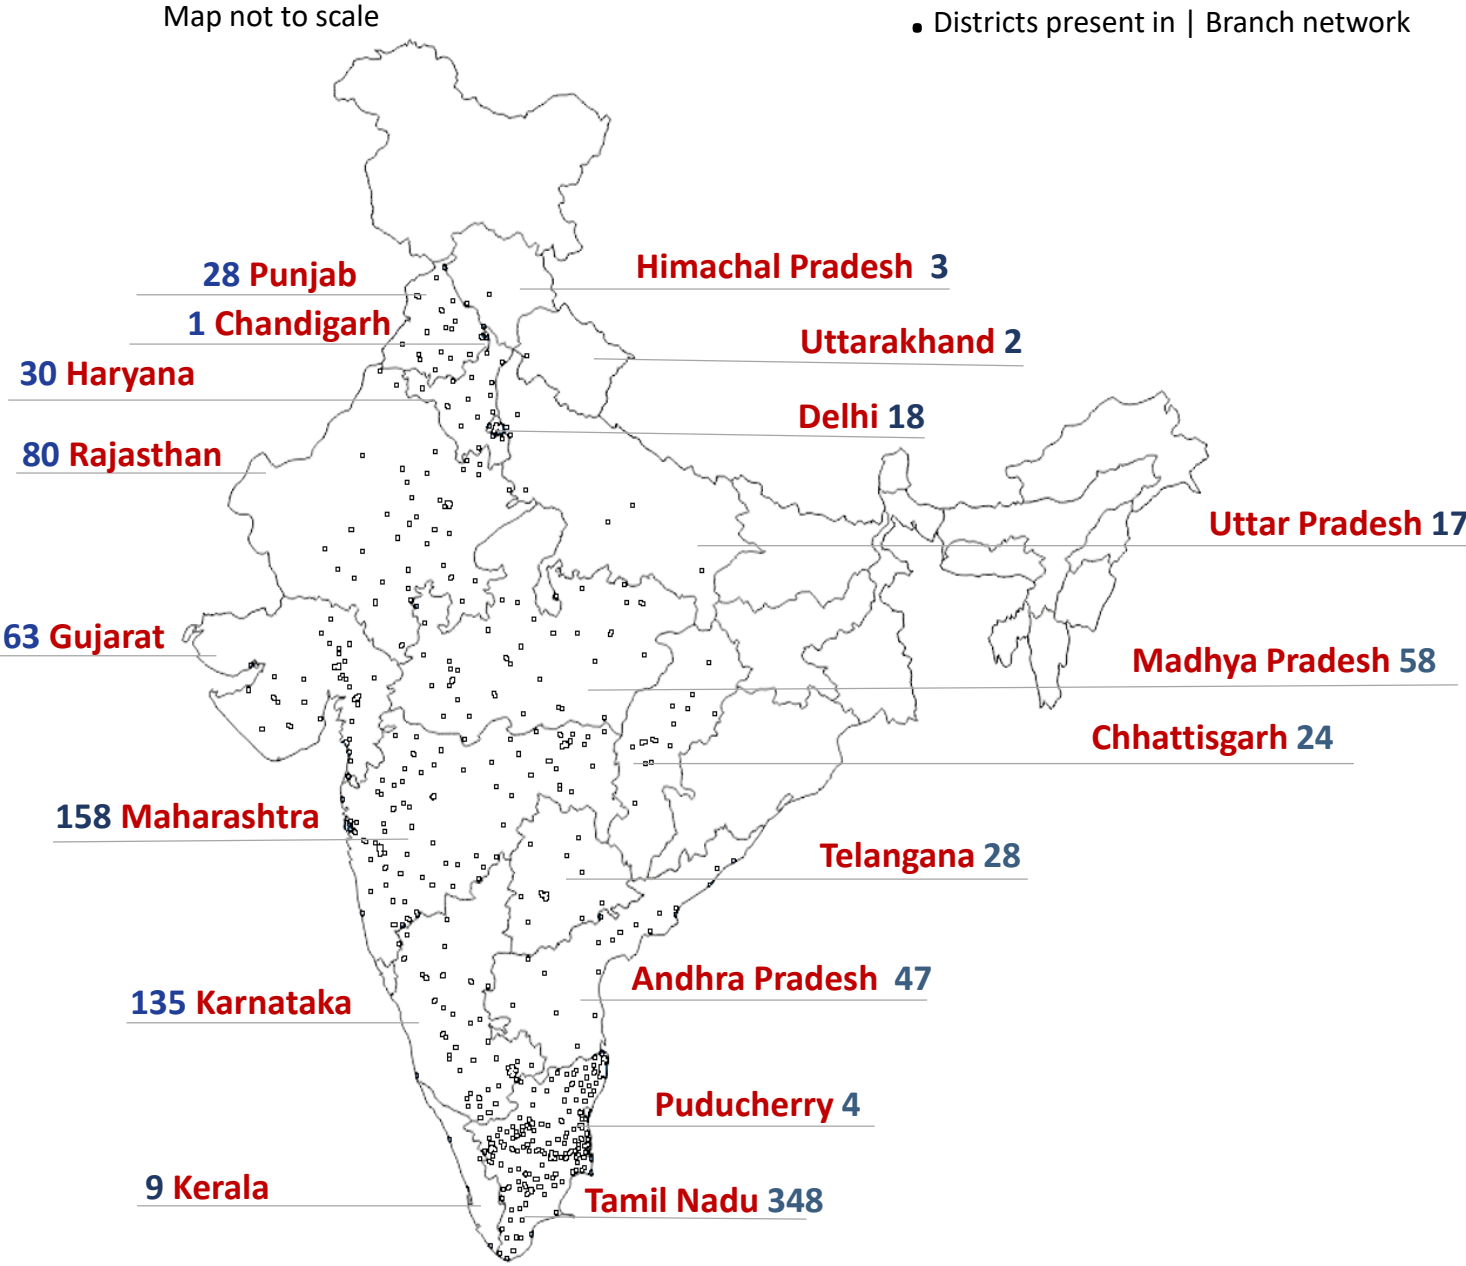 Map not to scale
. Districts present in | Branch network
28 Punjab
Himachal Pradesh 3
1 Chandigarh
Uttarakhand 2
30 Haryana
Delhi 18
80 Rajasthan
Uttar Pradesh 17
63 Gujarat
Madhya Pradesh 58
Chhattisgarh 24
158 Maharashtra
Telangana 28
Andhra Pradesh 47
135 Karnataka
Puducherry 4
9 Kerala
Tamil Nadu 348